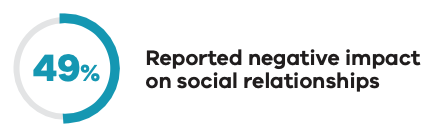 49%
Reported negative impact
on social relationships